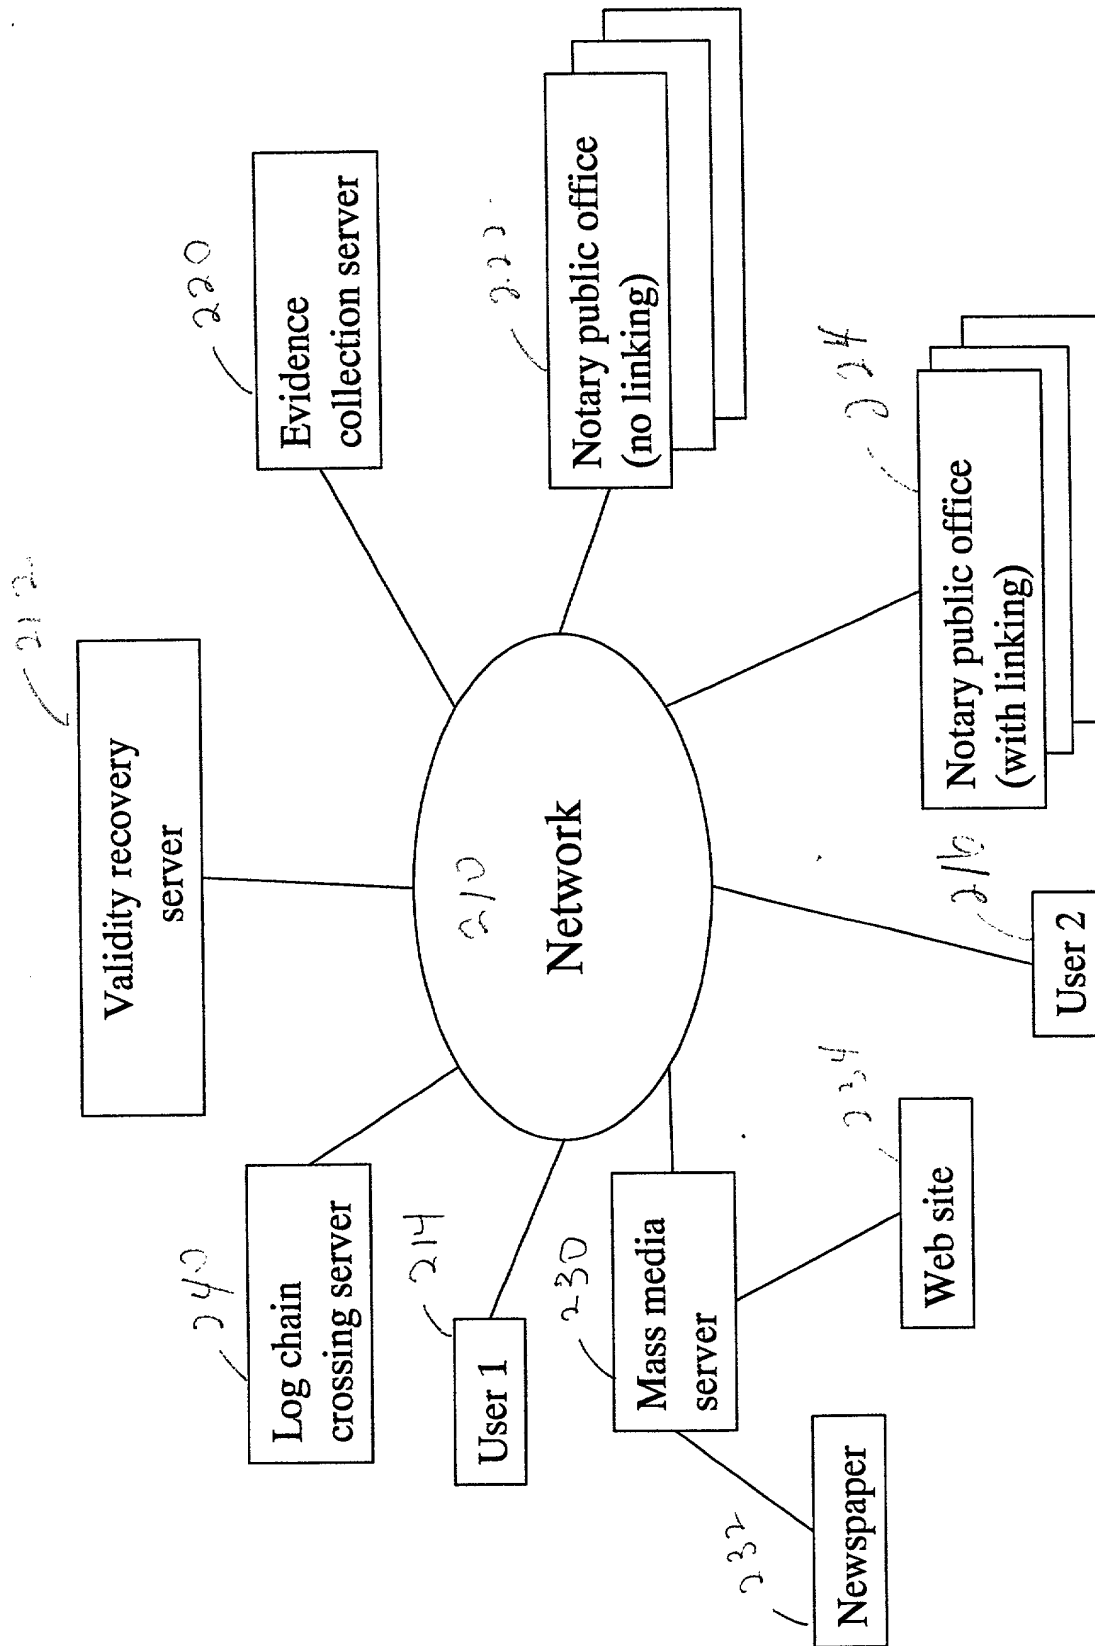 212
Validity recovery
server
240
Log chain
crossing server
220
Evidence
collection server
214
User 1
210
Network
222
Notary public office
(no linking)
230
Mass media
server
232
Newspaper
234
Web site
216
User 2
224
Notary public office
(with linking)